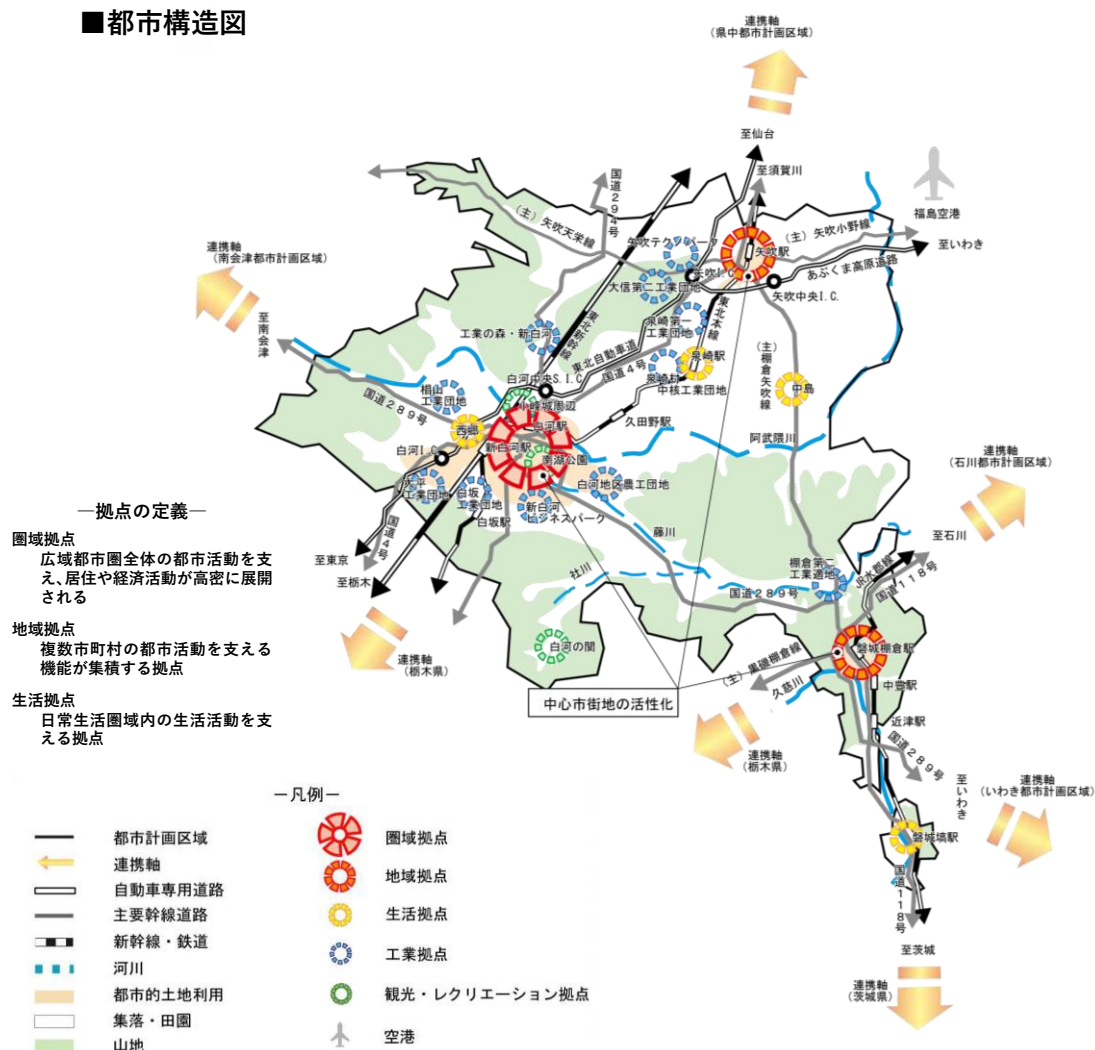 ■都市構造図
連携軸
(県中都市計画区域)
至仙台
至須賀川
国道294号
福島空港
(主)矢吹天栄線
(主)矢吹小野線
矢吹テクノパーク
矢吹駅
至いわき
連携軸
(南会津都市計画区域)
矢吹I.C.
あぶくま高原道路
大信第二工業団地
矢吹中央I.C.
東北新幹線
東北本線
至南会津
泉崎第一
工業団地
工業の森・新白河
(主)棚倉矢吹線
東北自動車道
国道4号
泉崎駅
泉崎村
中核工業団地
白河中央S.I.C
椙山
工業団地
中島
国道289号
小峰城周辺
白河駅
久田野駅
西郷
阿武隈川
新白河駅
白河I.C
南湖公園
連携軸
(石川都市計画区域)
大平
工業団地
白坂
工業団地
白河地区農工団地
新白河
ビジネスパーク
白坂駅
国道4号
藤川
至石川
―拠点の定義―
圏域拠点
広域都市圏全体の都市活動を支
え、居住や経済活動が高密に展開
される
地域拠点
複数市町村の都市活動を支える
機能が集積する拠点
生活拠点
日常生活圏域内の生活活動を支
える拠点
至東京
至栃木
社川
棚倉第二
工業適地
JR水郡線
国道118号
国道289号
白河の関
磐城棚倉駅
連携軸
(栃木県)
(主)黒磯棚倉線
中豊駅
久慈川
中心市街地の活性化
近津駅
国道289号
連携軸
(栃木県)
至いわき
連携軸
(いわき都市計画区域)
磐城塙駅
国道118号
至茨城
連携軸
(茨城県)
－凡例－
都市計画区域
連携軸
自動車専用道路
主要幹線道路
新幹線・鉄道
河川
都市的土地利用
集落・田園
山地
圏域拠点
地域拠点
生活拠点
工業拠点
観光・レクリエーション拠点
空港